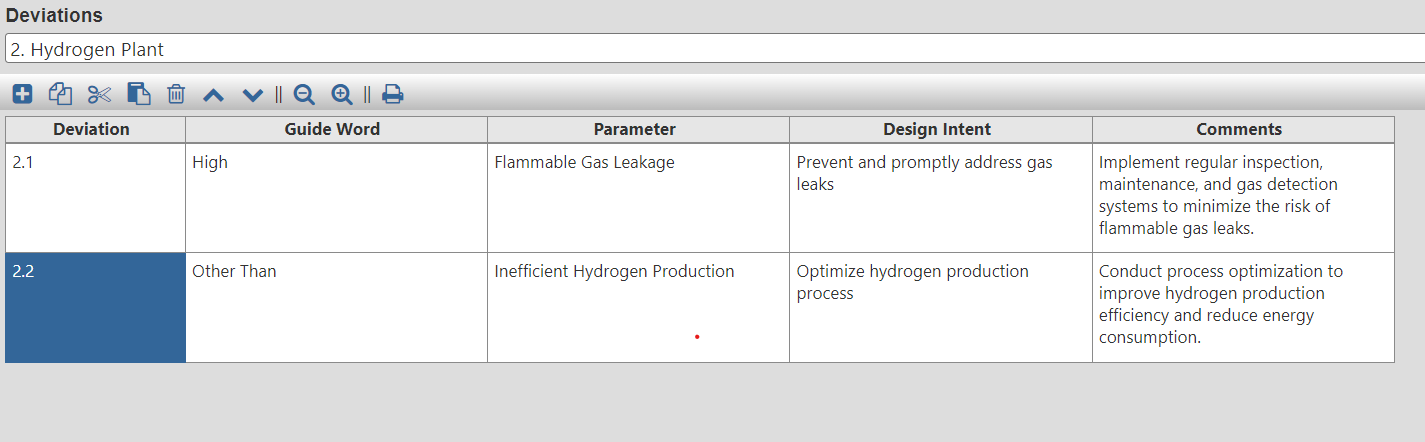 Deviations
2. Hydrogen Plant
Deviation Guide Word Parameter Design Intent Comments
2.1 High Flammable Gas Leakage Prevent and promptly address gas Implement regular inspection,
leaks maintenance, and gas detection
systems to minimize the risk of
flammable gas leaks.
2.2 Other Than Inefficient Hydrogen Production Optimize hydrogen production Conduct process optimization to
process improve hydrogen production
efficiency and reduce energy
consumption.